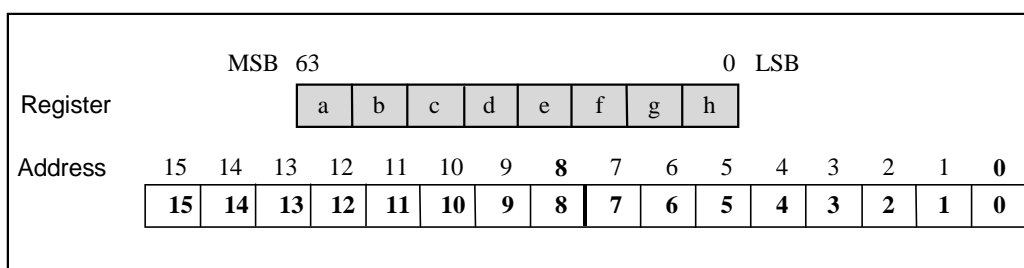 MSB 63 0 LSB
Register a b c d e f g h
Address 15 14 13 12 11 10 9 8 7 6 5 4 3 2 1 0
15 14 13 12 11 10 9 8 7 6 5 4 3 2 1 0